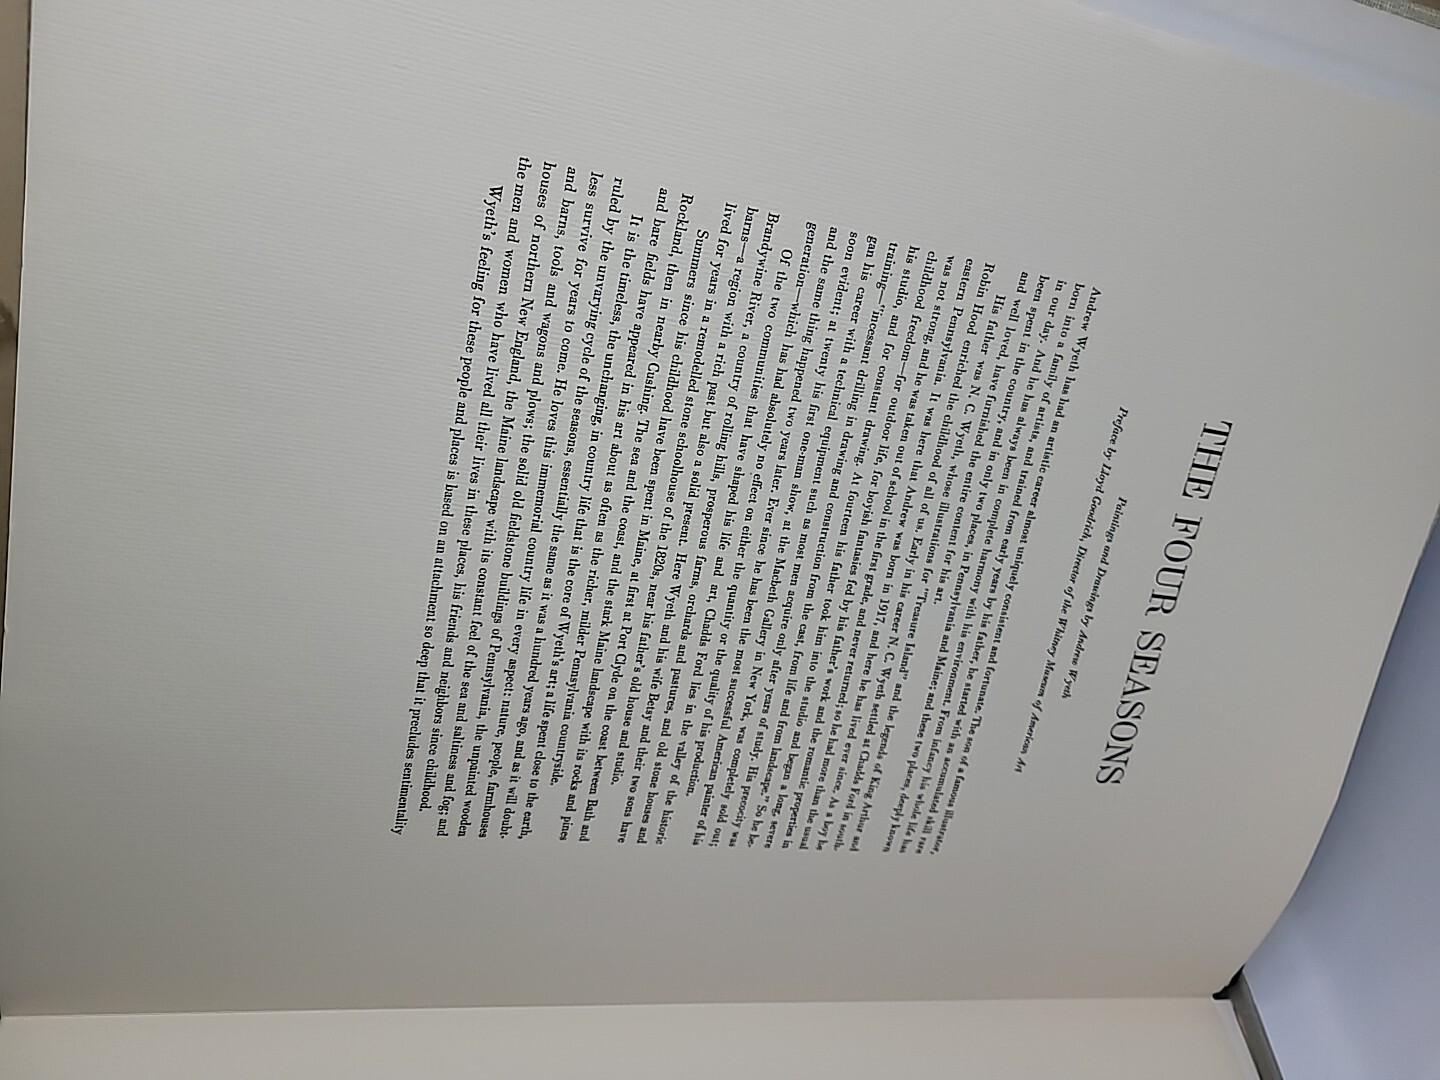 THE FOUR SEASONS
Paintings and Drawings by Andrew Wyeth
Preface by Lloyd Goodrich, Director of the Whitney Museum of American Art
Andrew Wyeth has had an artistic career almost uniquely consistent and fortunate. The son of a famous illustrator,
born into a family of artists, and trained from early years by his father, he started with an accumulated skill rare
in our day. And he has always been in complete harmony with his environment. From infancy his whole life has
been spent in the country, and in only two places, in Pennsylvania and Maine; and these two places, deeply known
and well loved, have furnished the entire content for his art.
His father was N. C. Wyeth, whose illustrations for "Treasure Island" and the legends of King Arthur and
Robin Hood enriched the childhood of all of us. Early in his career N. C. Wyeth settled at Chadds Ford in south-
eastern Pennsylvania. It was here that Andrew was born in 1917, and here he has lived ever since. As a boy he
was not strong, and he was taken out of school in the first grade, and never returned; so he had more than the usual
childhood freedom—for outdoor life, for boyish fantasies fed by his father's work and the romantic properties in
his studio, and for constant drawing. At fourteen his father took him into the studio and began a long, severe
training—"incessant drilling in drawing and construction from the cast, from life and from landscape." So he be-
gan his career with a technical equipment such as most men acquire only after years of study. His precocity was
soon evident; at twenty his first one-man show, at the Macbeth Gallery in New York, was completely sold out;
and the same thing happened two years later. Ever since he has been the most successful American painter of his
generation—which has had absolutely no effect on either the quantity or the quality of his production.
Of the two communities that have shaped his life and art, Chadds Ford lies in the valley of the historic
Brandywine River, a country of rolling hills, prosperous farms, orchards and pastures, and old stone houses and
barns—a region with a rich past but also a solid present. Here Wyeth and his wife Betsy and their two sons have
lived for years in a remodelled stone schoolhouse of the 1820s, near his father's old house and studio.
Summers since his childhood have been spent in Maine, at first at Port Clyde on the coast between Bath and
Rockland, then in nearby Cushing. The sea and the coast, and the stark Maine landscape with its rocks and pines
and bare fields have appeared in his art about as often as the richer, milder Pennsylvania countryside.
It is the timeless, the unchanging, in country life that is the core of Wyeth's art; a life spent close to the earth,
ruled by the unvarying cycle of the seasons, essentially the same as it was a hundred years ago, and as it will doubt-
less survive for years to come. He loves this immemorial country life in every aspect: nature, people, farmhouses
and barns, tools and wagons and plows; the solid old fieldstone buildings of Pennsylvania, the unpainted wooden
houses of northern New England, the Maine landscape with its constant feel of the sea and saltiness and fog; and
the men and women who have lived all their lives in these places, his friends and neighbors since childhood.
Wyeth's feeling for these people and places is based on an attachment so deep that it precludes sentimentality